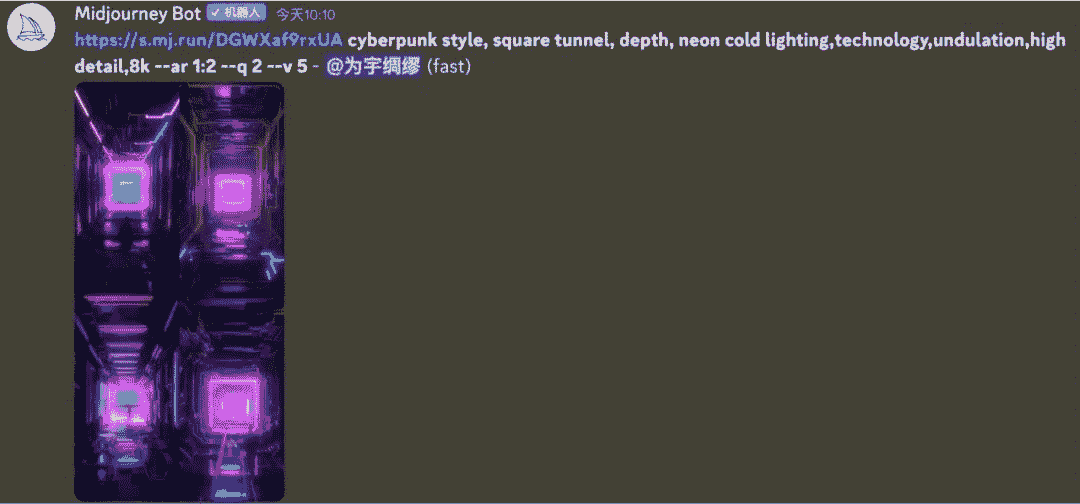 Midjourney Bot ✓ 机器人 今天10:10
https://s.mj.run/DGWXaf9rxUA cyberpunk style, square tunnel, depth, neon cold lighting,technology,undulation,high
detail,8k --ar 1:2 --q 2 --v 5 - @为宇绸缪 (fast)